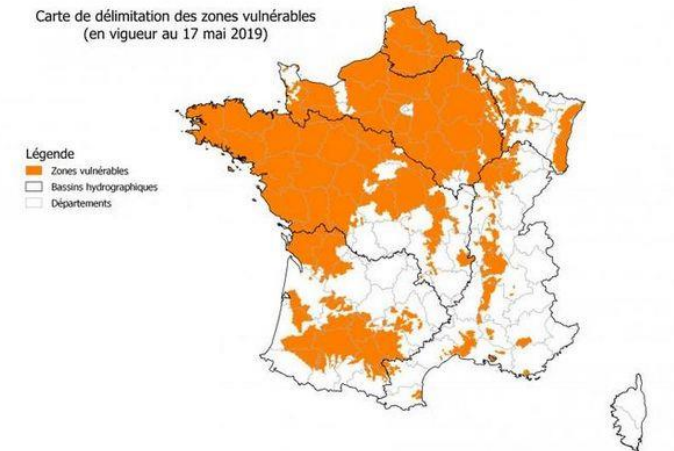 Carte de délimitation des zones vulnérables
(en vigueur au 17 mai 2019)
Légende
Zones vulnérables
Bassins hydrographiques
Départements